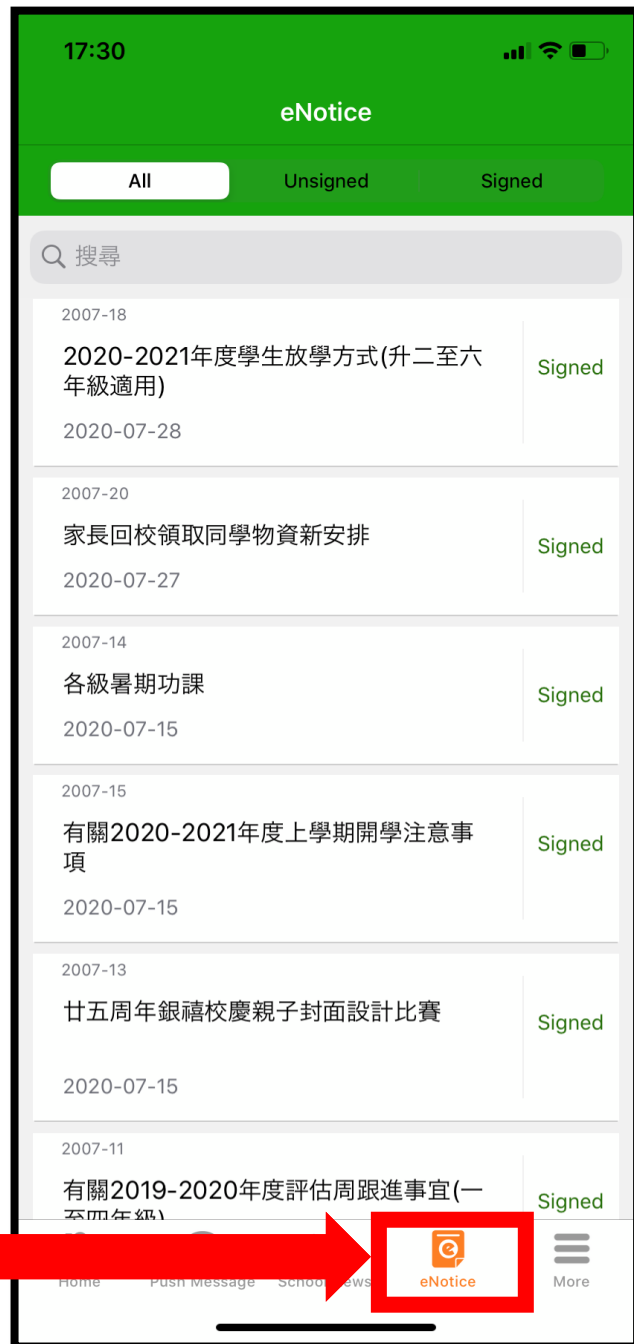 17:30
eNotice
All
Unsigned
Signed
搜尋
2007-18
2020-2021年度學生放學方式(升二至六
年級適用)
Signed
2020-07-28
2007-20
家長回校領取同學物資新安排
Signed
2020-07-27
2007-14
各級暑期功課
Signed
2020-07-15
2007-15
有關2020-2021年度上學期開學注意事
項
Signed
2020-07-15
2007-13
廿五周年銀禧校慶親子封面設計比賽
Signed
2020-07-15
2007-11
有關2019-2020年度評估周跟進事宜(一
至四年級)
Signed
Home
Push Message
School
eNotice
More